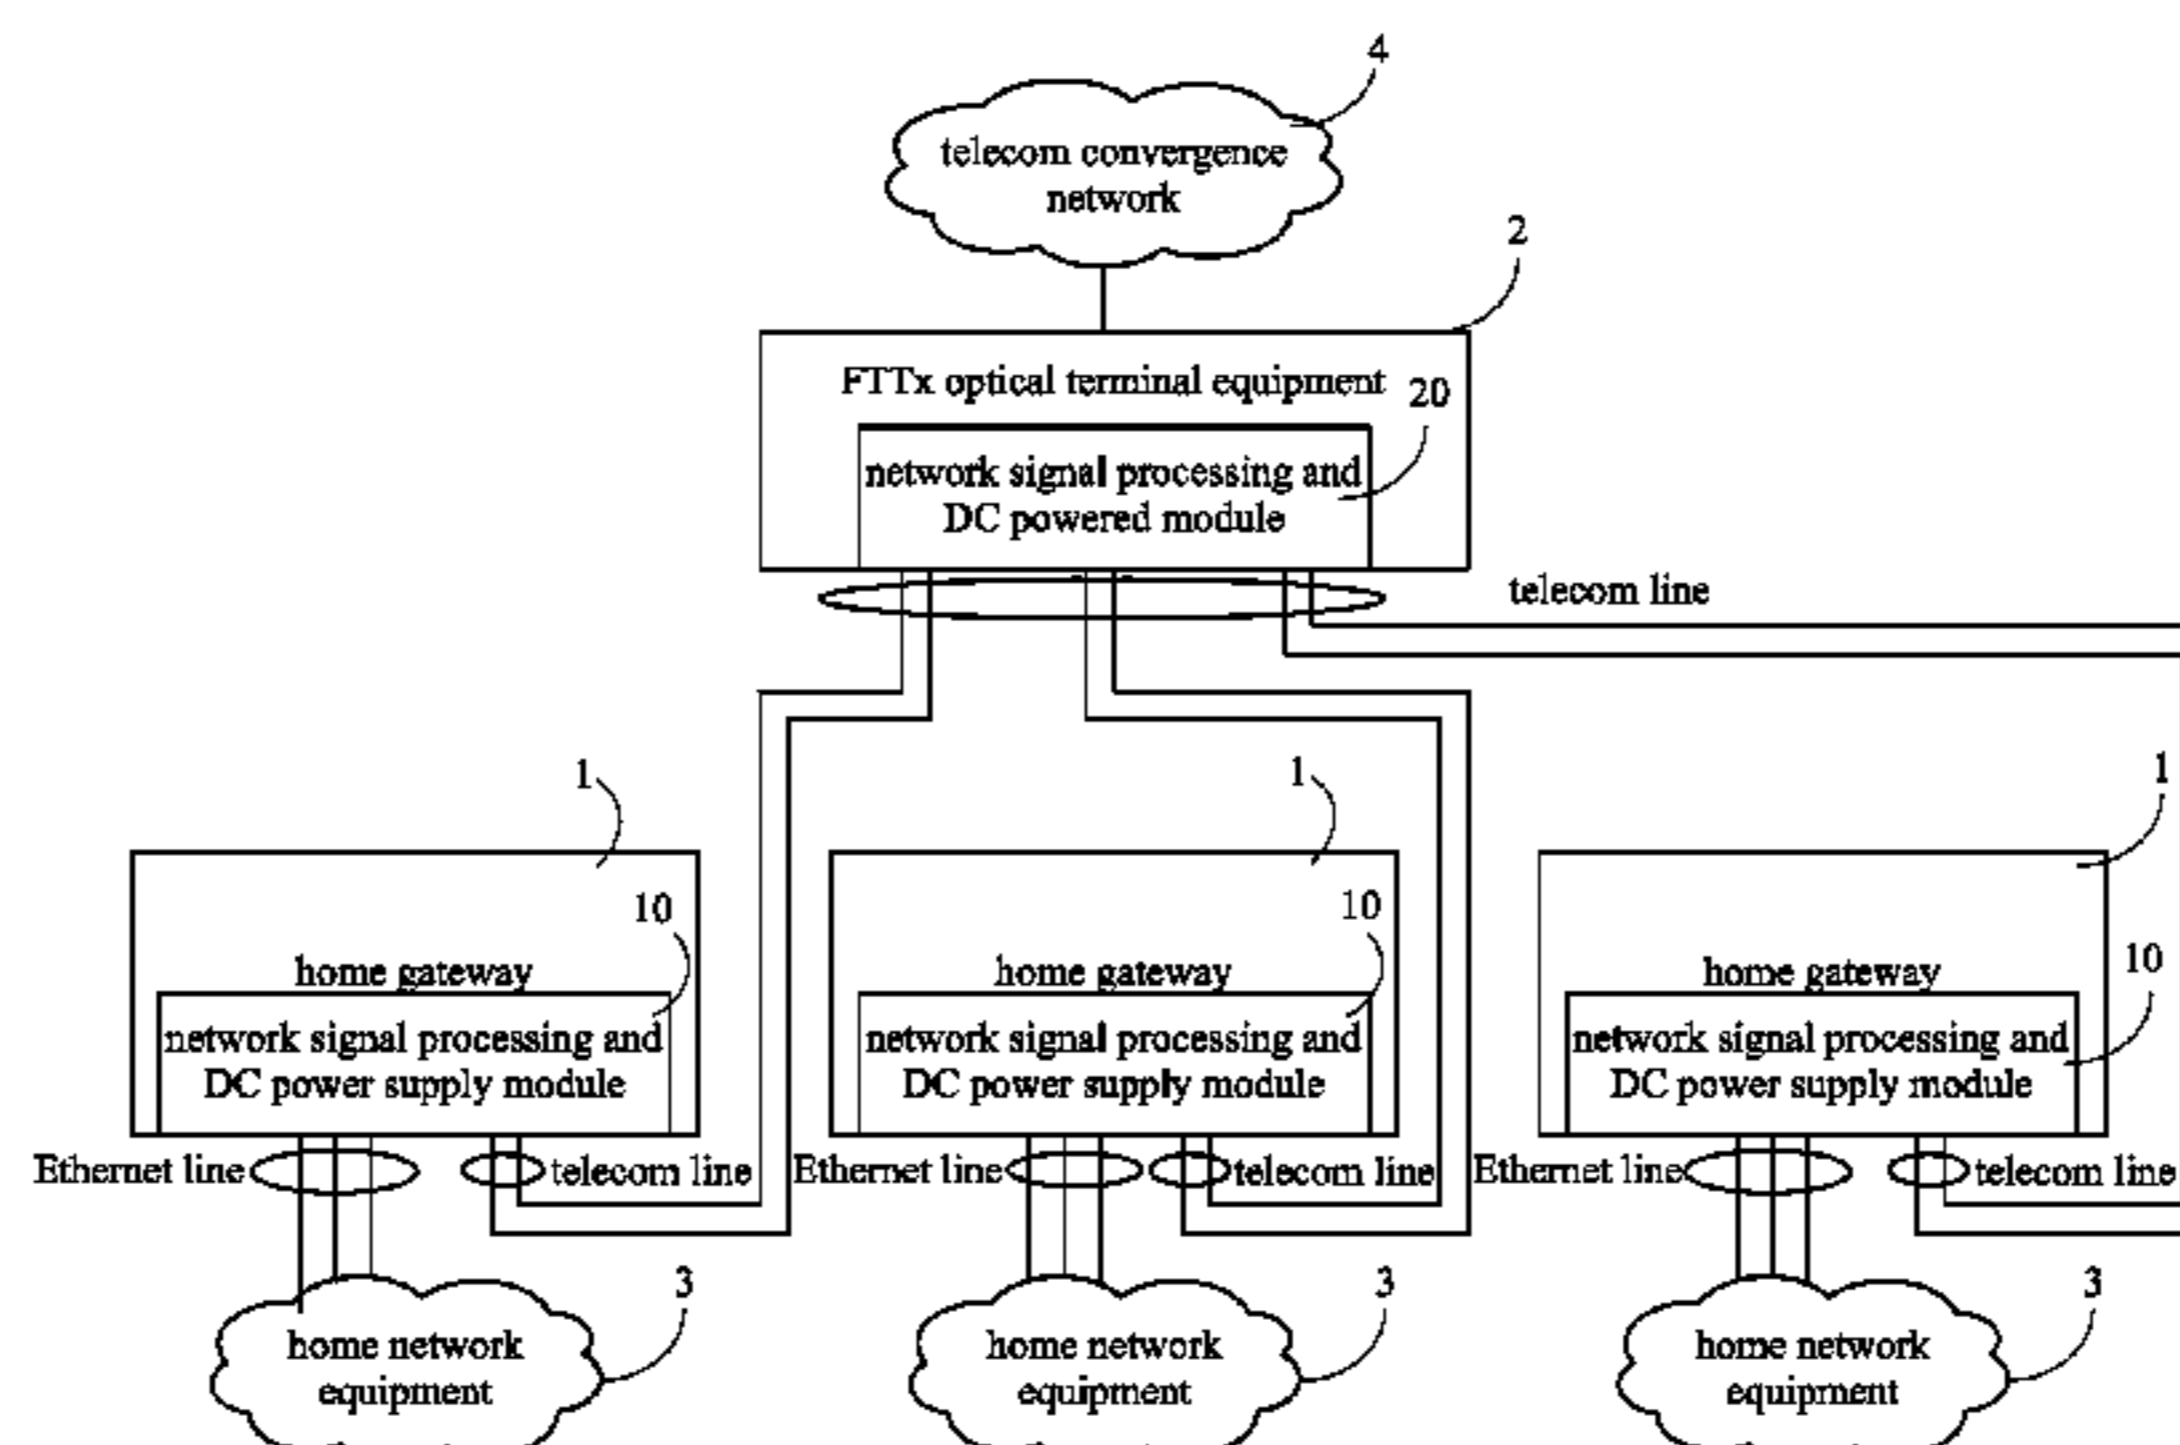 4
telecom convergence
network
2
FTTx optical terminal equipment
20
network signal processing and
DC powered module
telecom line
1
1
1
10
10
home gateway
home gateway
home gateway
10
network signal processing and
DC power supply module
network signal processing and
DC power supply module
network signal processing and
DC power supply module
Ethernet line
telecom line
Ethernet line
telecom line
Ethernet line
telecom line
3
3
3
home network
equipment
home network
equipment
home network
equipment